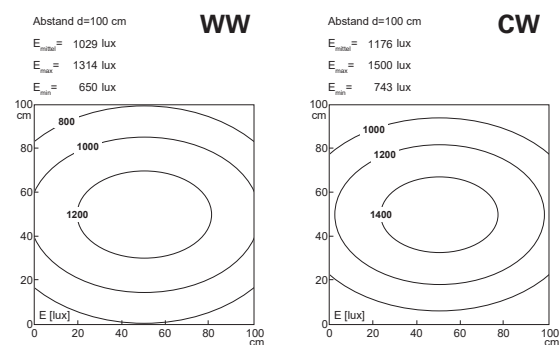 Abstand d=100 cm WW
E mittel = 1029 lux
E max = 1314 lux
E min = 650 lux
100
cm
80
60
40
20
0
800
1000
1200
E [lux]
0 20 40 60 80 100
cm
Abstand d=100 cm CW
E mittel = 1176 lux
E max = 1500 lux
E min = 743 lux
100
cm
80
60
40
20
0
1000
1200
1400
E [lux]
0 20 40 60 80 100
cm